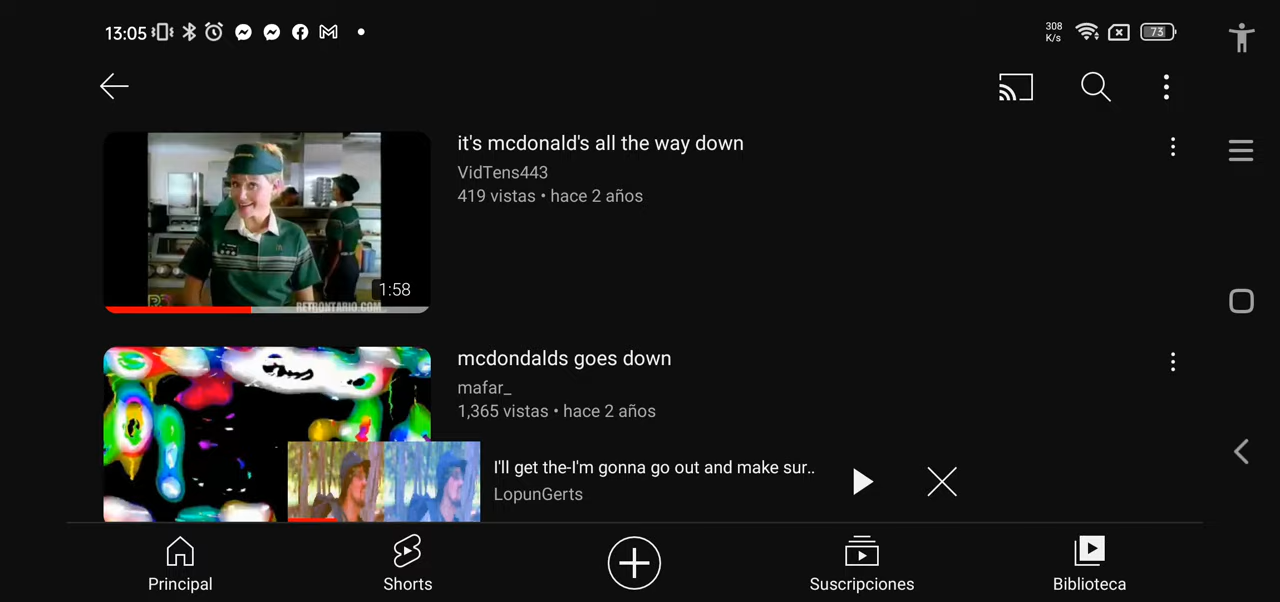 13:05
308
K/s
73
it's mcdonald's all the way down
VidTens443
419 vistas • hace 2 años
1:58
RETRONTARIO.COM
mcdondalds goes down
mafar_
1,365 vistas • hace 2 años
I'll get the-I'm gonna go out and make sur..
LopunGerts
Principal
Shorts
Suscripciones
Biblioteca